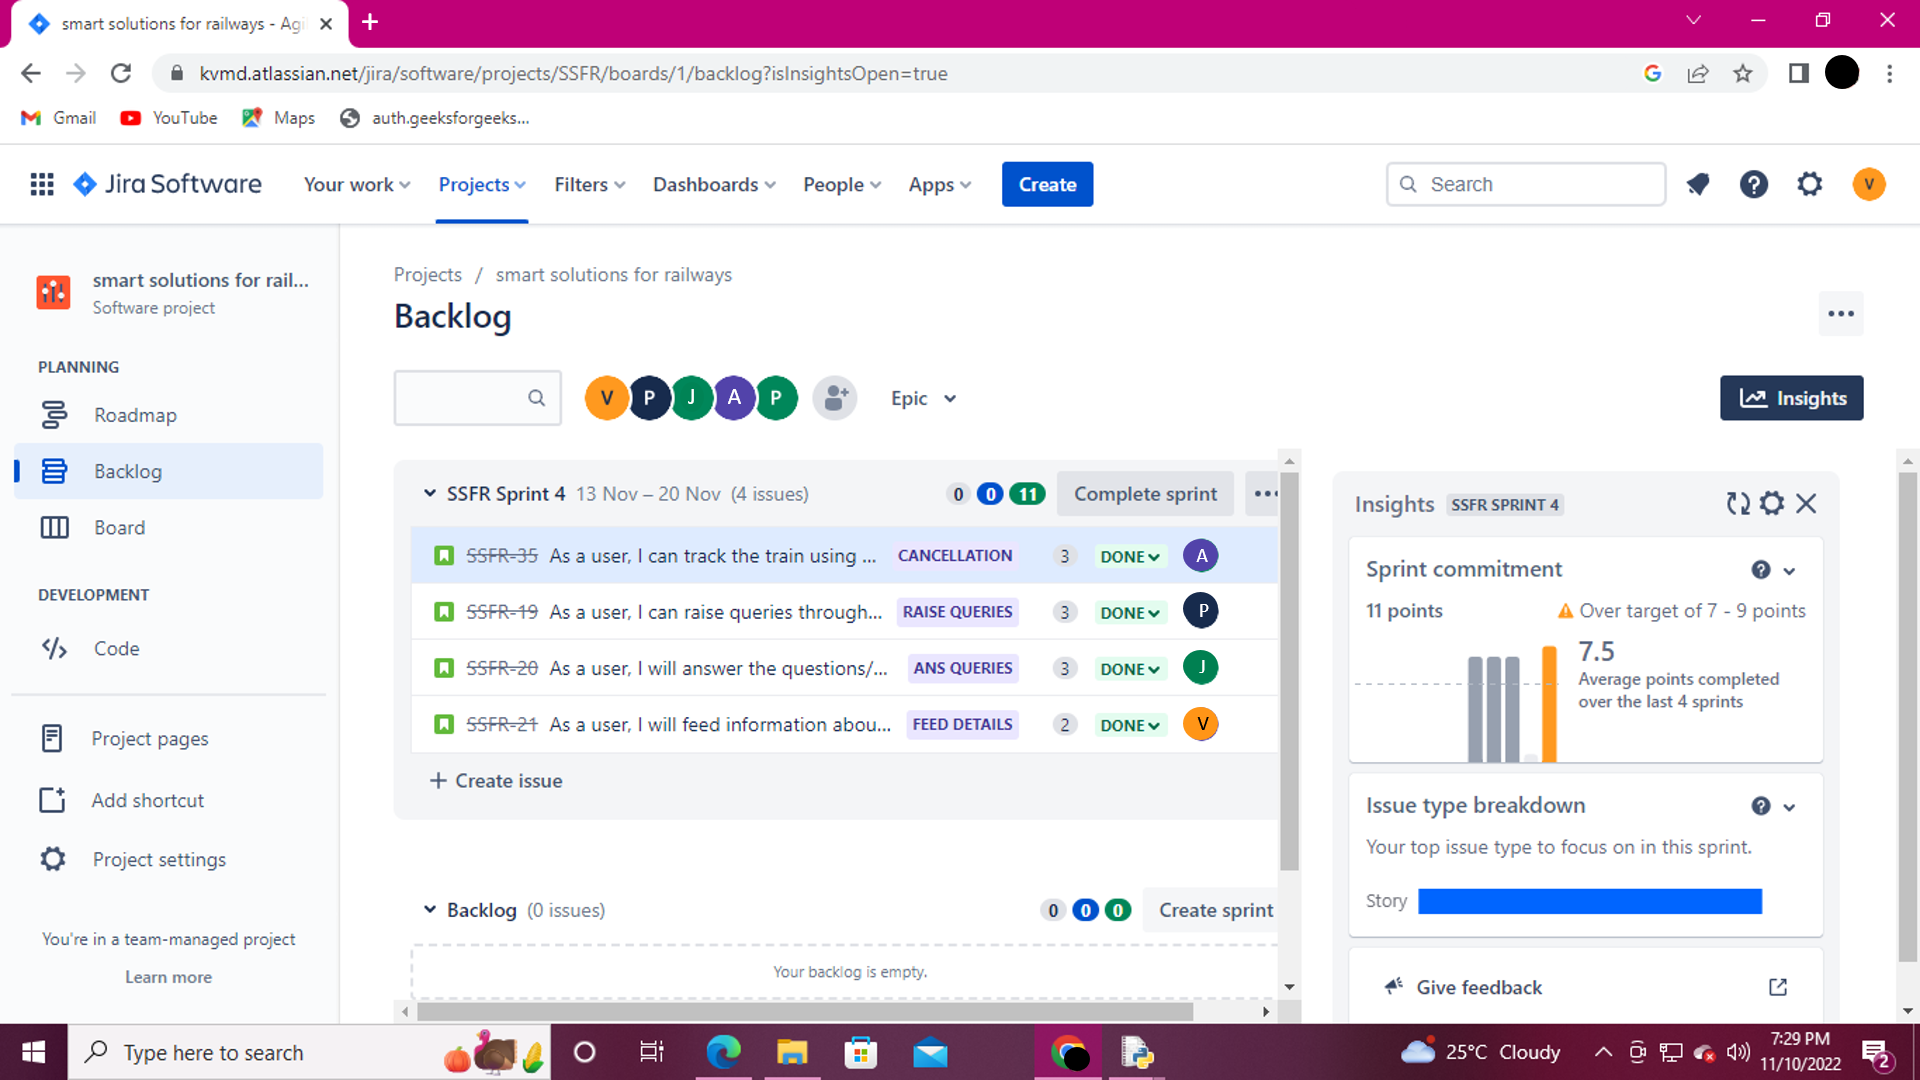 smart solutions for railways - Agi
kvmd.atlassian.net/jira/software/projects/SSFR/boards/1/backlog?isInsightsOpen=true
Gmail YouTube Maps auth.geeksforgeeks...
Jira Software Your work Projects Filters Dashboards People Apps Create Search V
smart solutions for rail...
Software project
PLANNING
Roadmap
Backlog
Board
DEVELOPMENT
Code
Project pages
Add shortcut
Project settings
You're in a team-managed project
Learn more
Projects / smart solutions for railways
Backlog
V P J A P Epic Insights
SSFR Sprint 4 13 Nov – 20 Nov (4 issues) 0 0 11 Complete sprint
SSFR-35 As a user, I can track the train using ... CANCELLATION 3 DONE A
SSFR-19 As a user, I can raise queries through... RAISE QUERIES 3 DONE P
SSFR-20 As a user, I will answer the questions/... ANS QUERIES 3 DONE J
SSFR-21 As a user, I will feed information abou... FEED DETAILS 2 DONE V
+ Create issue
Backlog (0 issues) 0 0 0 Create sprint
Your backlog is empty.
Insights SSFR SPRINT 4
Sprint commitment
11 points Over target of 7 - 9 points
7.5
Average points completed
over the last 4 sprints
Issue type breakdown
Your top issue type to focus on in this sprint.
Story
Give feedback
Type here to search
25°C Cloudy
7:29 PM
11/10/2022
2